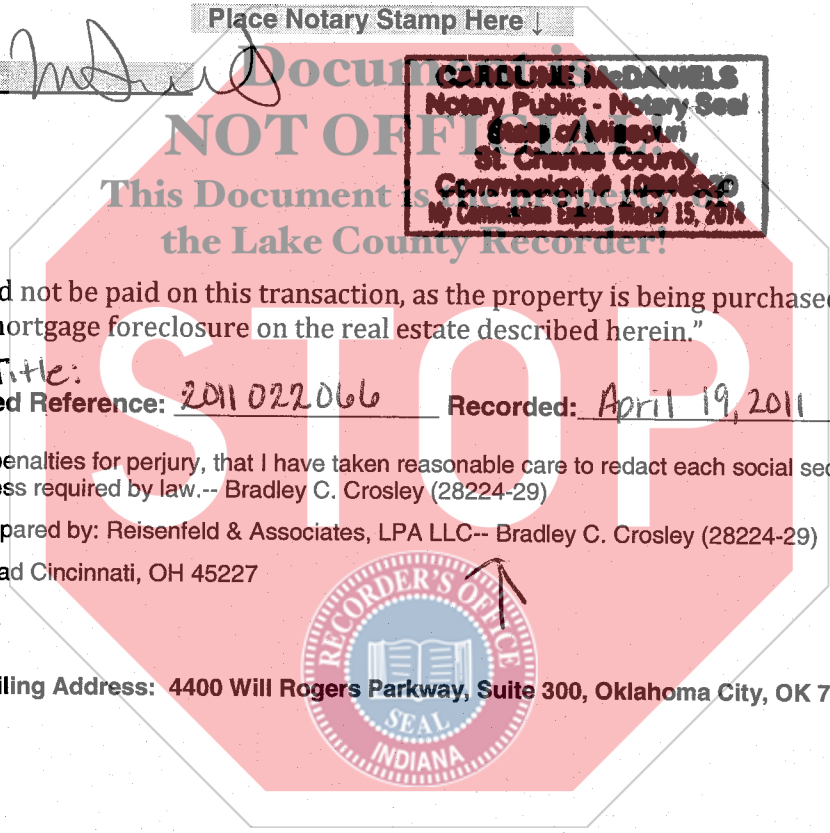 Place Notary Stamp Here ↓
Document is
NOT OFFICIAL!
This Document is the property of
the Lake County Recorder!
CAROLINE McDANIELS
Notary Public - Notary Seal
State of Missouri
St. Charles County
Commission #
My Commission Expires 15, 2014
d not be paid on this transaction, as the property is being purchased
ortgage foreclosure on the real estate described herein.”
Title:
ed Reference: 2011 022066 Recorded: April 19, 2011
STOP
penalties for perjury, that I have taken reasonable care to redact each social sec
ess required by law.-- Bradley C. Crosley (28224-29)
pared by: Reisenfeld & Associates, LPA LLC-- Bradley C. Crosley (28224-29)
ad Cincinnati, OH 45227
RECORDER'S OFFICE
SEAL
INDIANA
iling Address: 4400 Will Rogers Parkway, Suite 300, Oklahoma City, OK 7